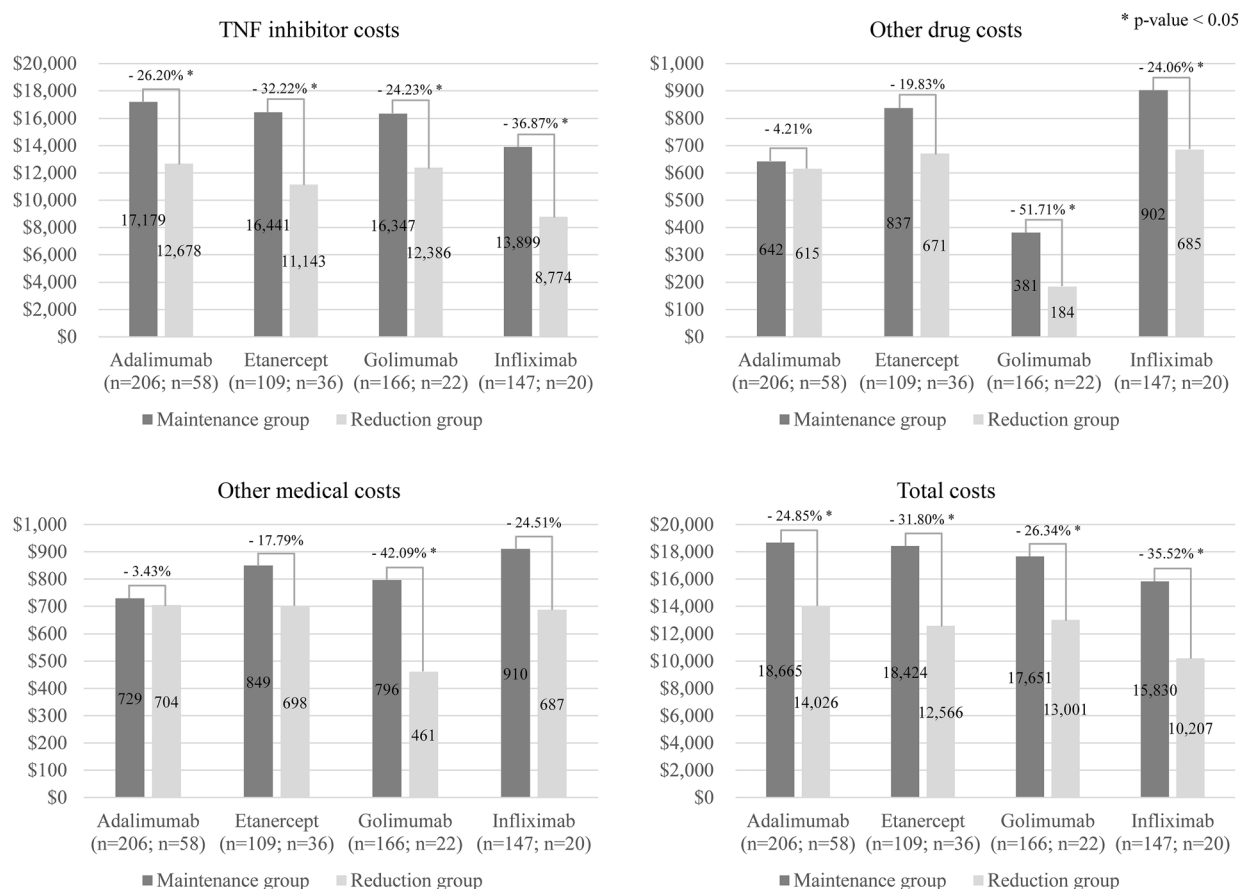 TNF inhibitor costs
$20,000
$18,000
$16,000
$14,000
$12,000
$10,000
$8,000
$6,000
$4,000
$2,000
$0
- 26.20% *
- 32.22% *
- 24.23% *
- 36.87% *
17,179
12,678
16,441
11,143
16,347
12,386
13,899
8,774
Adalimumab
(n=206; n=58)
Etanercept
(n=109; n=36)
Golimumab
(n=166; n=22)
Infliximab
(n=147; n=20)
Maintenance group
Reduction group
Other drug costs
* p-value < 0.05
$1,000
$900
$800
$700
$600
$500
$400
$300
$200
$100
$0
- 4.21%
- 19.83%
- 51.71% *
- 24.06% *
642
615
837
671
381
184
902
685
Adalimumab
(n=206; n=58)
Etanercept
(n=109; n=36)
Golimumab
(n=166; n=22)
Infliximab
(n=147; n=20)
Maintenance group
Reduction group
Other medical costs
$1,000
$900
$800
$700
$600
$500
$400
$300
$200
$100
$0
- 3.43%
- 17.79%
- 42.09% *
- 24.51%
729
704
849
698
796
461
910
687
Adalimumab
(n=206; n=58)
Etanercept
(n=109; n=36)
Golimumab
(n=166; n=22)
Infliximab
(n=147; n=20)
Maintenance group
Reduction group
Total costs
$20,000
$18,000
$16,000
$14,000
$12,000
$10,000
$8,000
$6,000
$4,000
$2,000
$0
- 24.85% *
- 31.80% *
- 26.34% *
- 35.52% *
18,665
14,026
18,424
12,566
17,651
13,001
15,830
10,207
Adalimumab
(n=206; n=58)
Etanercept
(n=109; n=36)
Golimumab
(n=166; n=22)
Infliximab
(n=147; n=20)
Maintenance group
Reduction group